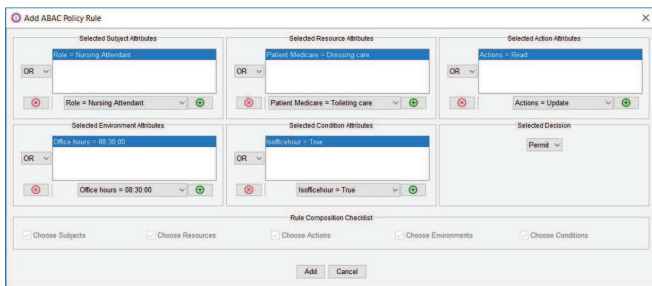 Add ABAC Policy Rule
Selected Subject Attributes
OR
Role = Nursing Attendant
Role = Nursing Attendant
Selected Resource Attributes
OR
Patient Medicare = Dressing care
Patient Medicare = Toileting care
Selected Action Attributes
OR
Actions = Read
Actions = Update
Selected Environment Attributes
OR
Office hours = 08:30:00
Office hours = 08:30:00
Selected Condition Attributes
OR
Isofficehour = True
Isofficehour = True
Selected Decision
Permit
Rule Composition Checklist
Choose Subjects
Choose Resources
Choose Actions
Choose Environments
Choose Conditions
Add
Cancel